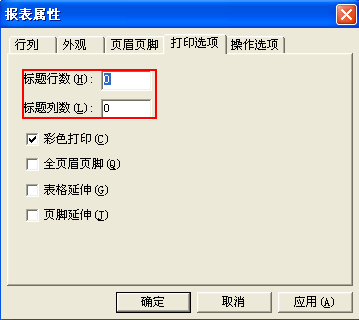 报表属性
行列 外观 页眉页脚 打印选项 操作选项
标题行数(H): 0
标题列数(L): 0
彩色打印(C)
全页眉页脚(Q)
表格延伸(G)
页脚延伸(T)
确定 取消 应用(A)